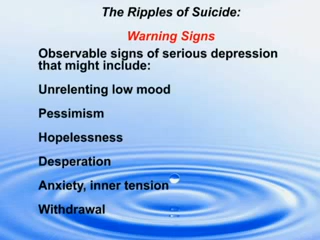 The Ripples of Suicide:
Warning Signs
Observable signs of serious depression
that might include:
Unrelenting low mood
Pessimism
Hopelessness
Desperation
Anxiety, inner tension
Withdrawal